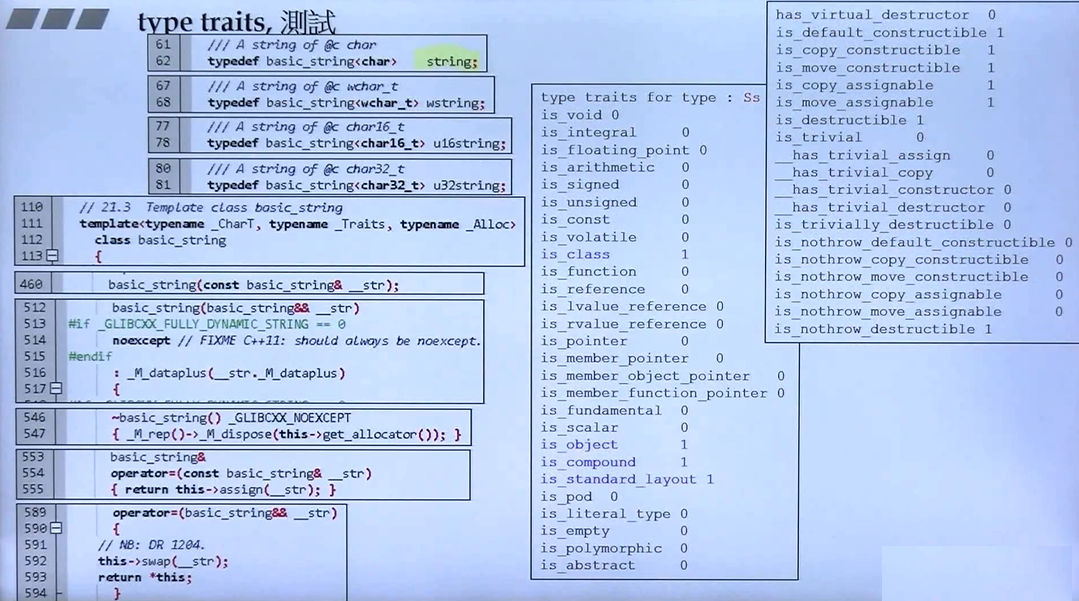 type traits, 測試
61 /// A string of @c char
62 typedef basic_string<char> string;
67 /// A string of @c wchar_t
68 typedef basic_string<wchar_t> wstring;
77 /// A string of @c char16_t
78 typedef basic_string<char16_t> u16string;
80 /// A string of @c char32_t
81 typedef basic_string<char32_t> u32string;
110 // 21.3 Template class basic_string
111 template<typename _CharT, typename _Traits, typename _Alloc>
112 class basic_string
113 {
460 basic_string(const basic_string& __str);
512 basic_string(basic_string&& __str)
513 #if _GLIBCXX_FULLY_DYNAMIC_STRING == 0
514 noexcept // FIXME C++11: should always be noexcept.
515 #endif
516 : _M_dataplus(__str._M_dataplus)
517 {
546 ~basic_string() _GLIBCXX_NOEXCEPT
547 { _M_rep()->_M_dispose(this->get_allocator()); }
553 basic_string&
554 operator=(const basic_string& __str)
555 { return this->assign(__str); }
589 operator=(basic_string&& __str)
590 {
591 // NB: DR 1204.
592 this->swap(__str);
593 return *this;
594 }
type traits for type : Ss
is_void 0
is_integral 0
is_floating_point 0
is_arithmetic 0
is_signed 0
is_unsigned 0
is_const 0
is_volatile 0
is_class 1
is_function 0
is_reference 0
is_lvalue_reference 0
is_rvalue_reference 0
is_pointer 0
is_member_pointer 0
is_member_object_pointer 0
is_member_function_pointer 0
is_fundamental 0
is_scalar 0
is_object 1
is_compound 1
is_standard_layout 1
is_pod 0
is_literal_type 0
is_empty 0
is_polymorphic 0
is_abstract 0
has_virtual_destructor 0
is_default_constructible 1
is_copy_constructible 1
is_move_constructible 1
is_copy_assignable 1
is_move_assignable 1
is_destructible 1
is_trivial 0
__has_trivial_assign 0
__has_trivial_copy 0
__has_trivial_constructor 0
__has_trivial_destructor 0
is_trivially_destructible 0
is_nothrow_default_constructible 0
is_nothrow_copy_constructible 0
is_nothrow_move_constructible 0
is_nothrow_copy_assignable 0
is_nothrow_move_assignable 0
is_nothrow_destructible 1